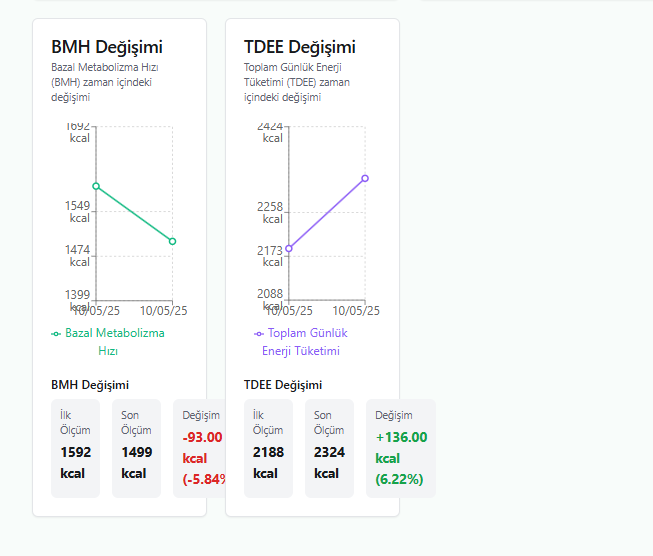 BMH Değişimi
Bazal Metabolizma Hızı
(BMH) zaman içindeki
değişimi
1692
kcal
1549
kcal
1474
kcal
1399
kcal
10/05/25
10/05/25
Bazal Metabolizma
Hızı
BMH Değişimi
İlk
Ölçüm
1592
kcal
Son
Ölçüm
1499
kcal
Değişim
-93.00
kcal
(-5.84%
TDEE Değişimi
Toplam Günlük Enerji
Tüketimi (TDEE) zaman
içindeki değişimi
2424
kcal
2258
kcal
2173
kcal
2088
kcal
10/05/25
10/05/25
Toplam Günlük
Enerji Tüketimi
TDEE Değişimi
İlk
Ölçüm
2188
kcal
Son
Ölçüm
2324
kcal
Değişim
+136.00
kcal
(6.22%)